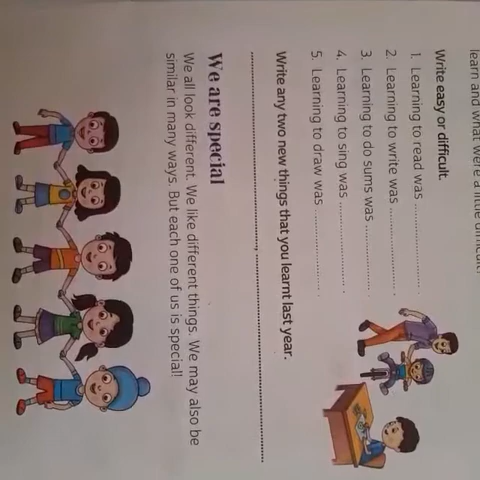 learn and what were a little difficult.
Write easy or difficult.
1. Learning to read was ....................
2. Learning to write was ....................
3. Learning to do sums was ....................
4. Learning to sing was ....................
5. Learning to draw was ....................
Write any two new things that you learnt last year.
........................................, ........................................
We are special
We all look different. We like different things. We may also be
similar in many ways. But each one of us is special!